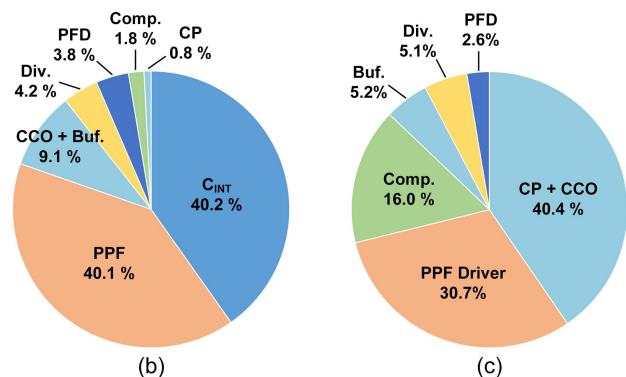 Comp.
1.8 %
CP
0.8 %
PFD
3.8 %
Div.
4.2 %
CCO + Buf.
9.1 %
C_INT
40.2 %
PPF
40.1 %
(b)
PFD
2.6%
Div.
5.1%
Buf.
5.2%
Comp.
16.0 %
CP + CCO
40.4 %
PPF Driver
30.7%
(c)